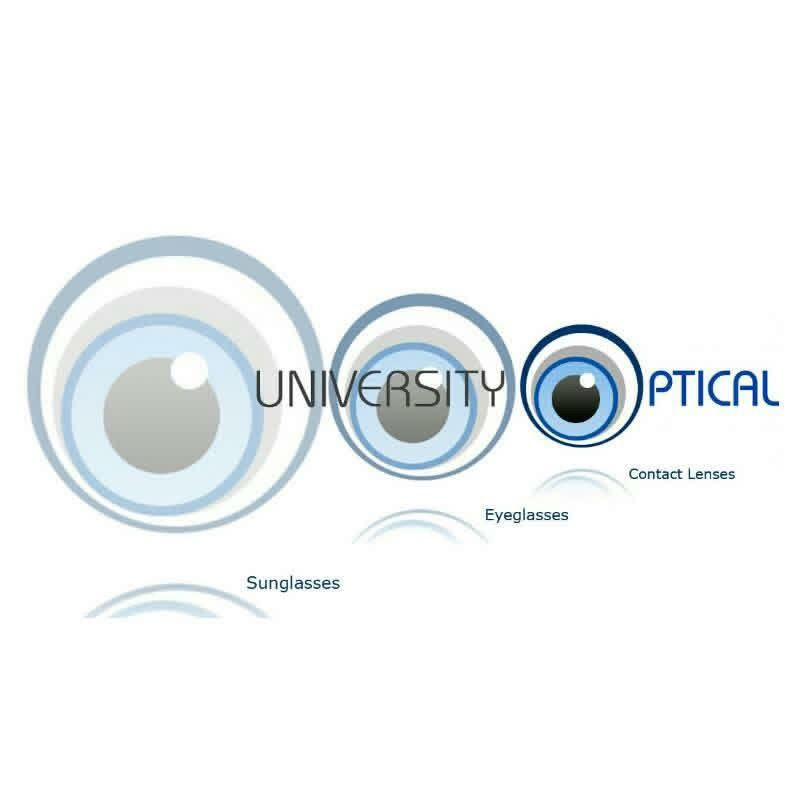 UNIVERSITY OPTICAL
Contact Lenses
Eyeglasses
Sunglasses